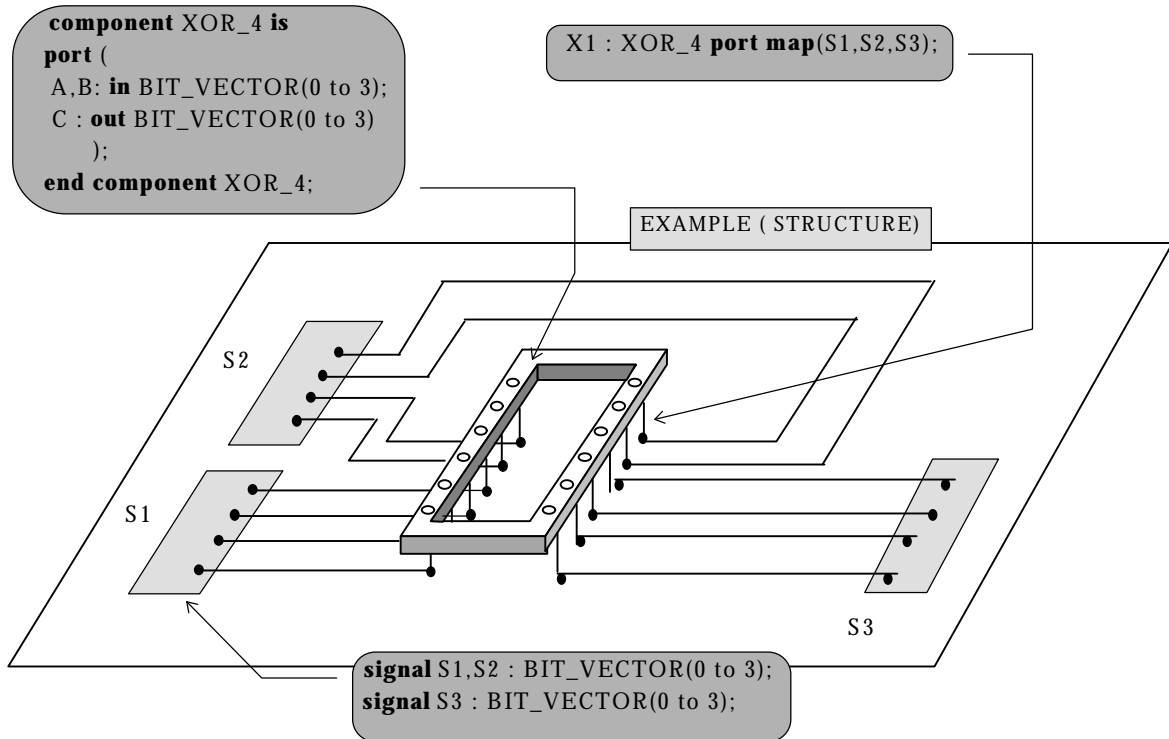 component XOR_4 is
port (
A,B: in BIT_VECTOR(0 to 3);
C : out BIT_VECTOR(0 to 3)
);
end component XOR_4;
X1 : XOR_4 port map(S1,S2,S3);
EXAMPLE ( STRUCTURE)
S2
S1
S3
signal S1,S2 : BIT_VECTOR(0 to 3);
signal S3 : BIT_VECTOR(0 to 3);